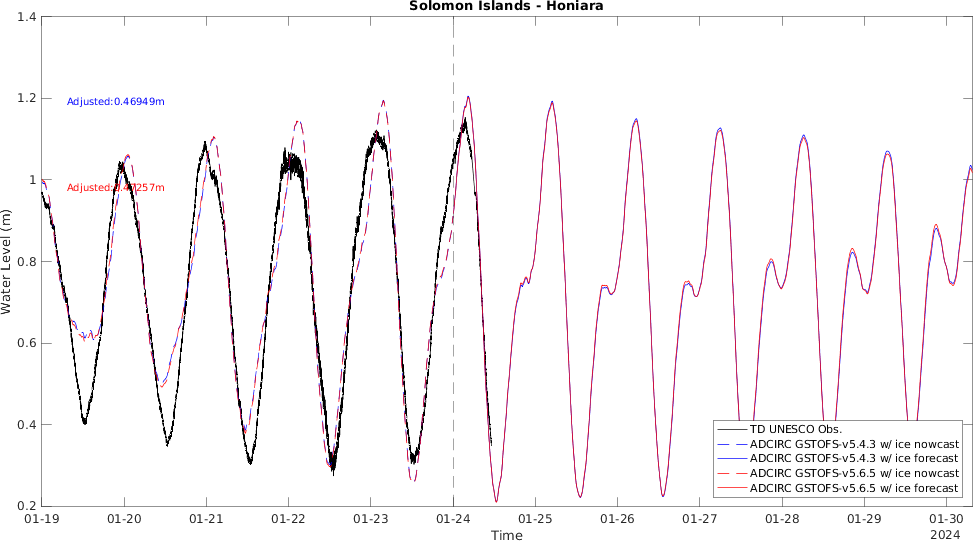 Solomon Islands - Honiara
1.4
1.2
1
0.8
0.6
0.4
0.2
Water Level (m)
Adjusted:0.46949m
Adjusted:0.47257m
TD UNESCO Obs.
ADCIRC GSTOFS-v5.4.3 w/ ice nowcast
ADCIRC GSTOFS-v5.4.3 w/ ice forecast
ADCIRC GSTOFS-v5.6.5 w/ ice nowcast
ADCIRC GSTOFS-v5.6.5 w/ ice forecast
01-19 01-20 01-21 01-22 01-23 01-24 01-25 01-26 01-27 01-28 01-29 01-30
Time
2024